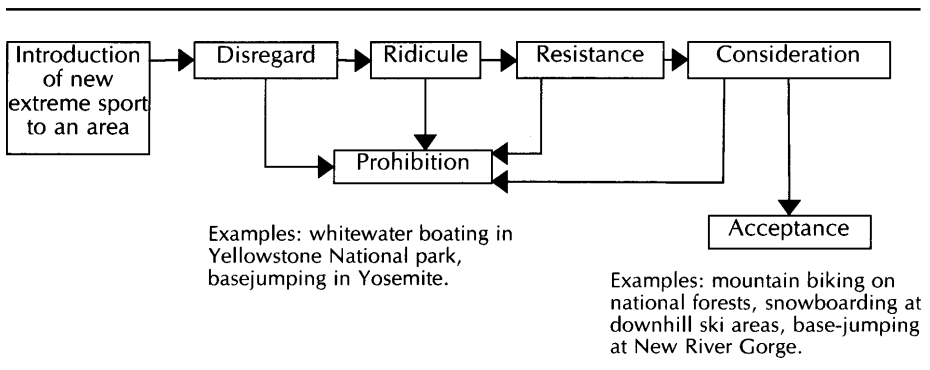 Introduction
of new
extreme sport
to an area
Disregard
Ridicule
Resistance
Consideration
Prohibition
Acceptance
Examples: whitewater boating in
Yellowstone National park,
basejumping in Yosemite.
Examples: mountain biking on
national forests, snowboarding at
downhill ski areas, base-jumping
at New River Gorge.